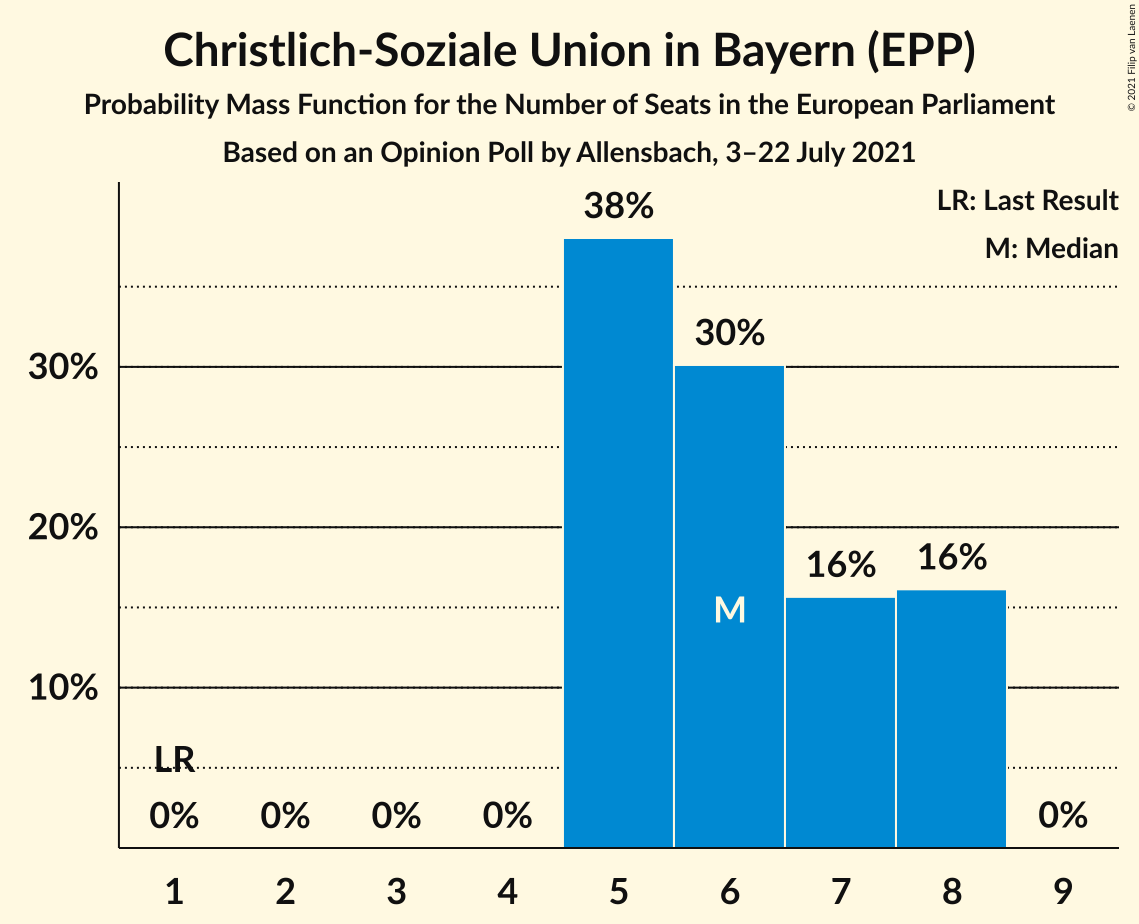 Christlich-Soziale Union in Bayern (EPP)
Probability Mass Function for the Number of Seats in the European Parliament
Based on an Opinion Poll by Allensbach, 3–22 July 2021
© 2021 Filip van Laenen
LR: Last Result
M: Median
38%
30%
30%
20%
16%
16%
M
10%
LR
0%
0%
0%
0%
0%
1 2 3 4 5 6 7 8 9